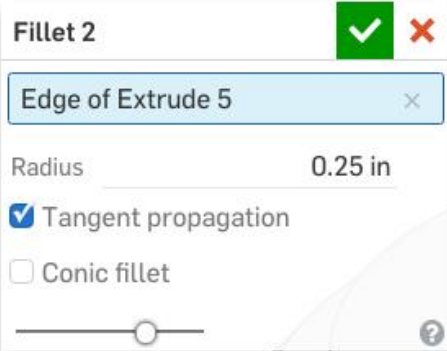 Fillet 2
Edge of Extrude 5
Radius 0.25 in
Tangent propagation
Conic fillet
?